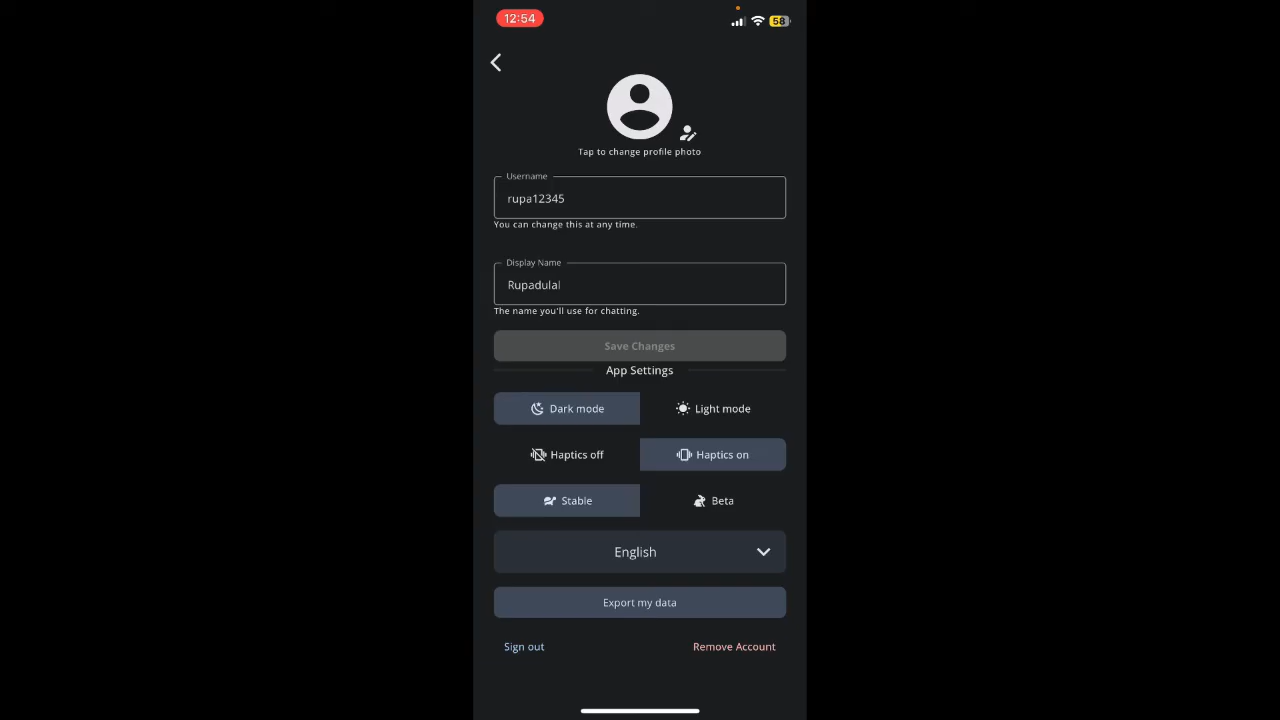 12:54
58
Tap to change profile photo
Username
rupa12345
You can change this at any time.
Display Name
Rupadulal
The name you'll use for chatting.
Save Changes
App Settings
Dark mode
Light mode
Haptics off
Haptics on
Stable
Beta
English
Export my data
Sign out
Remove Account